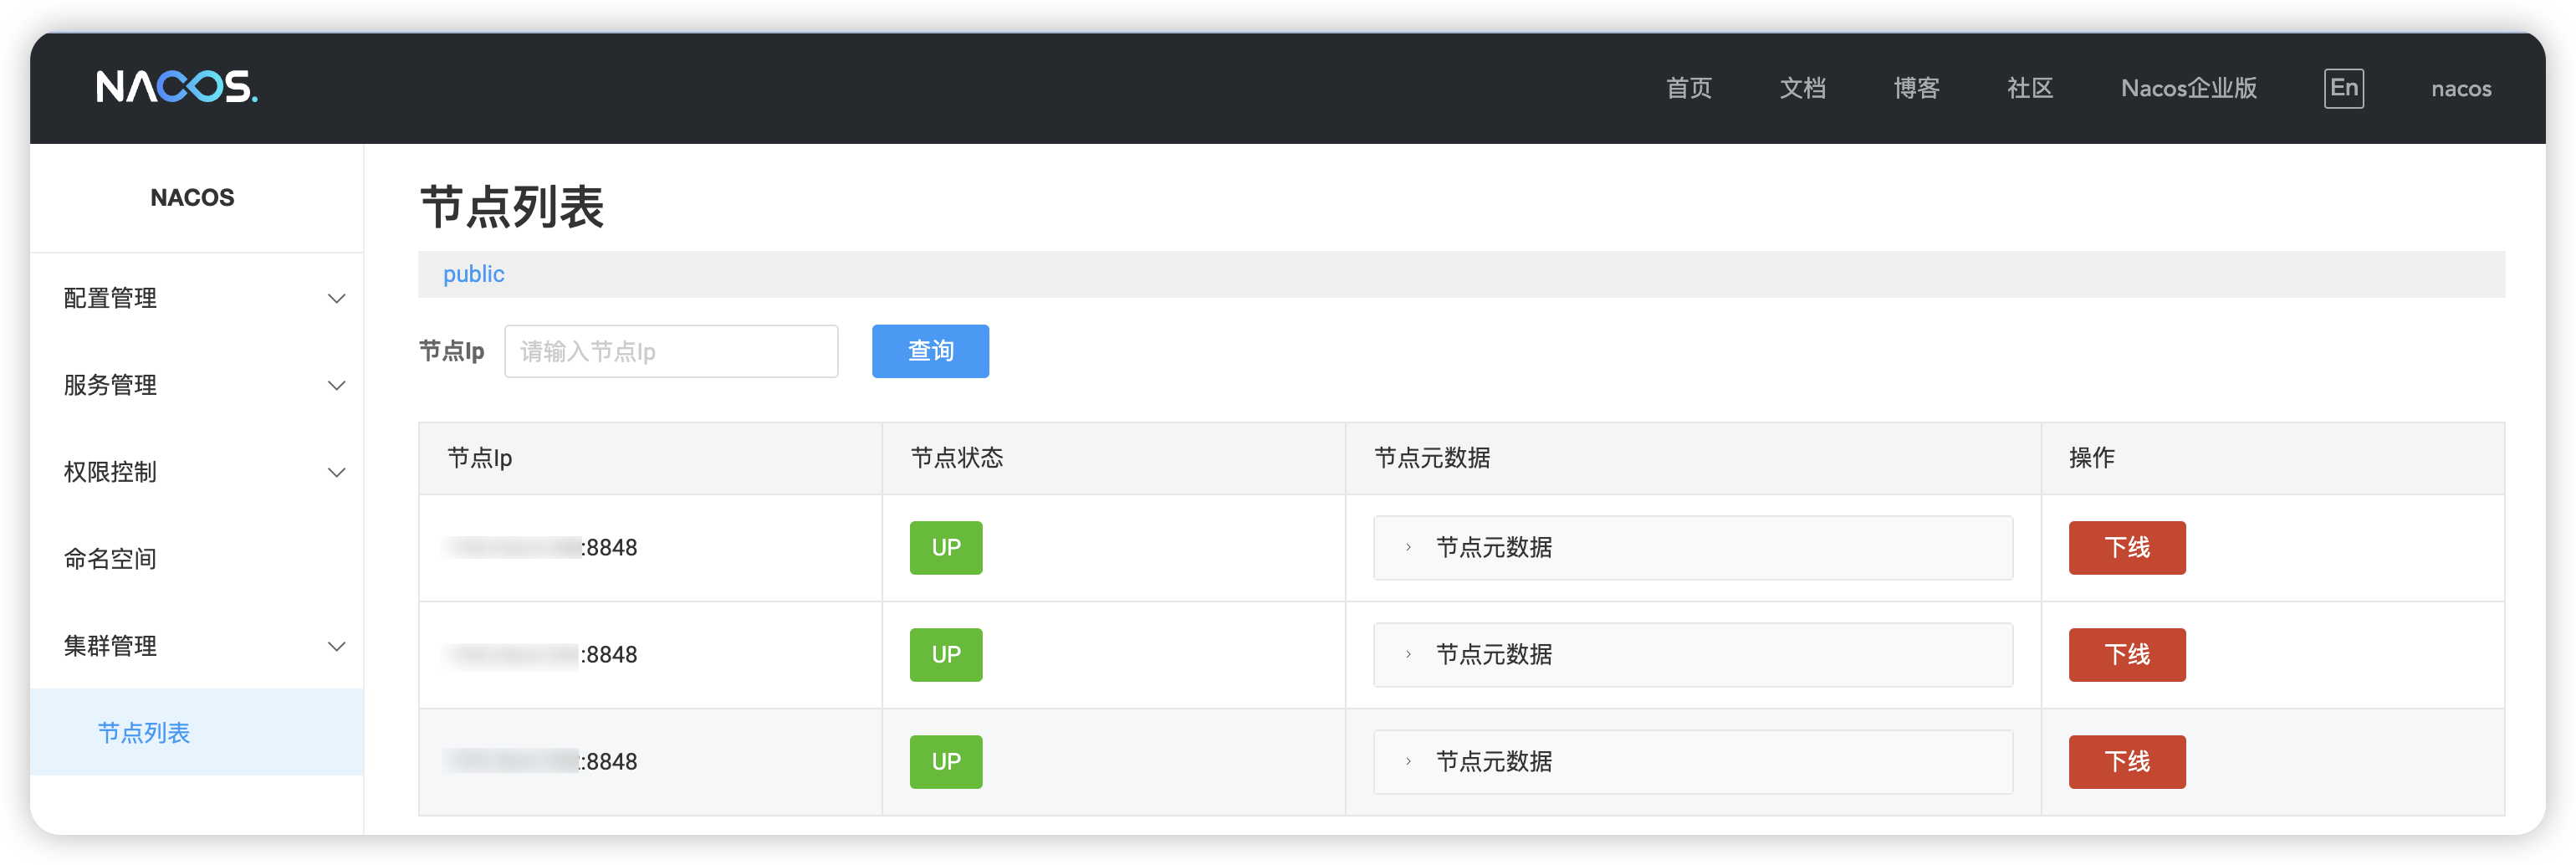 NACOS.
首页 文档 博客 社区 Nacos企业版 En nacos
NACOS
配置管理
服务管理
权限控制
命名空间
集群管理
节点列表
节点列表
public
节点Ip 请输入节点Ip 查询
节点Ip 节点状态 节点元数据 操作
:8848 UP 节点元数据 下线
:8848 UP 节点元数据 下线
:8848 UP 节点元数据 下线